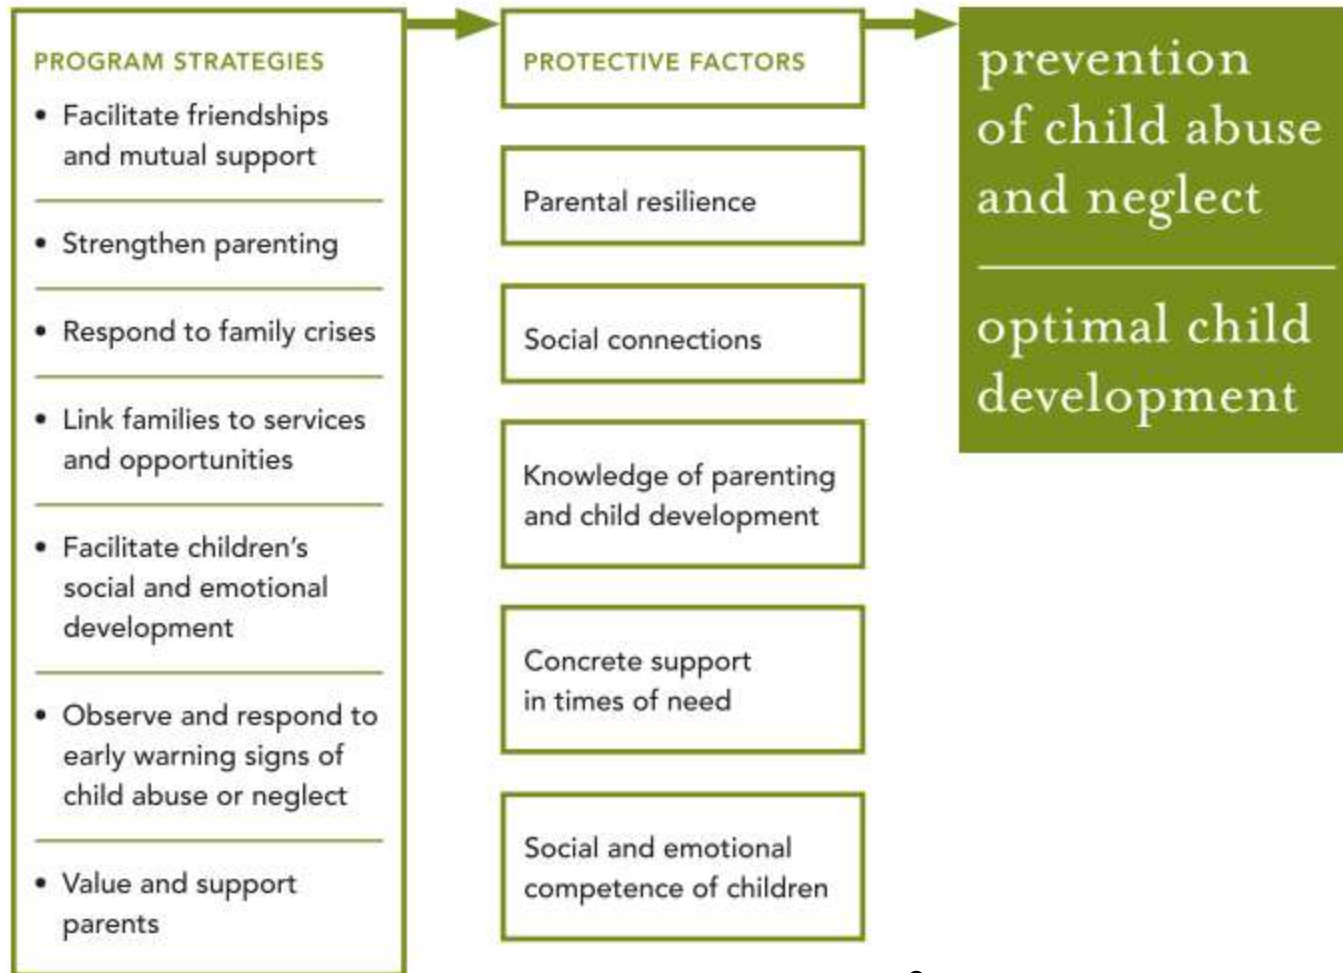 PROGRAM STRATEGIES
• Facilitate friendships
and mutual support
• Strengthen parenting
• Respond to family crises
• Link families to services
and opportunities
• Facilitate children’s
social and emotional
development
• Observe and respond to
early warning signs of
child abuse or neglect
• Value and support
parents
PROTECTIVE FACTORS
Parental resilience
Social connections
Knowledge of parenting
and child development
Concrete support
in times of need
Social and emotional
competence of children
prevention
of child abuse
and neglect
optimal child
development